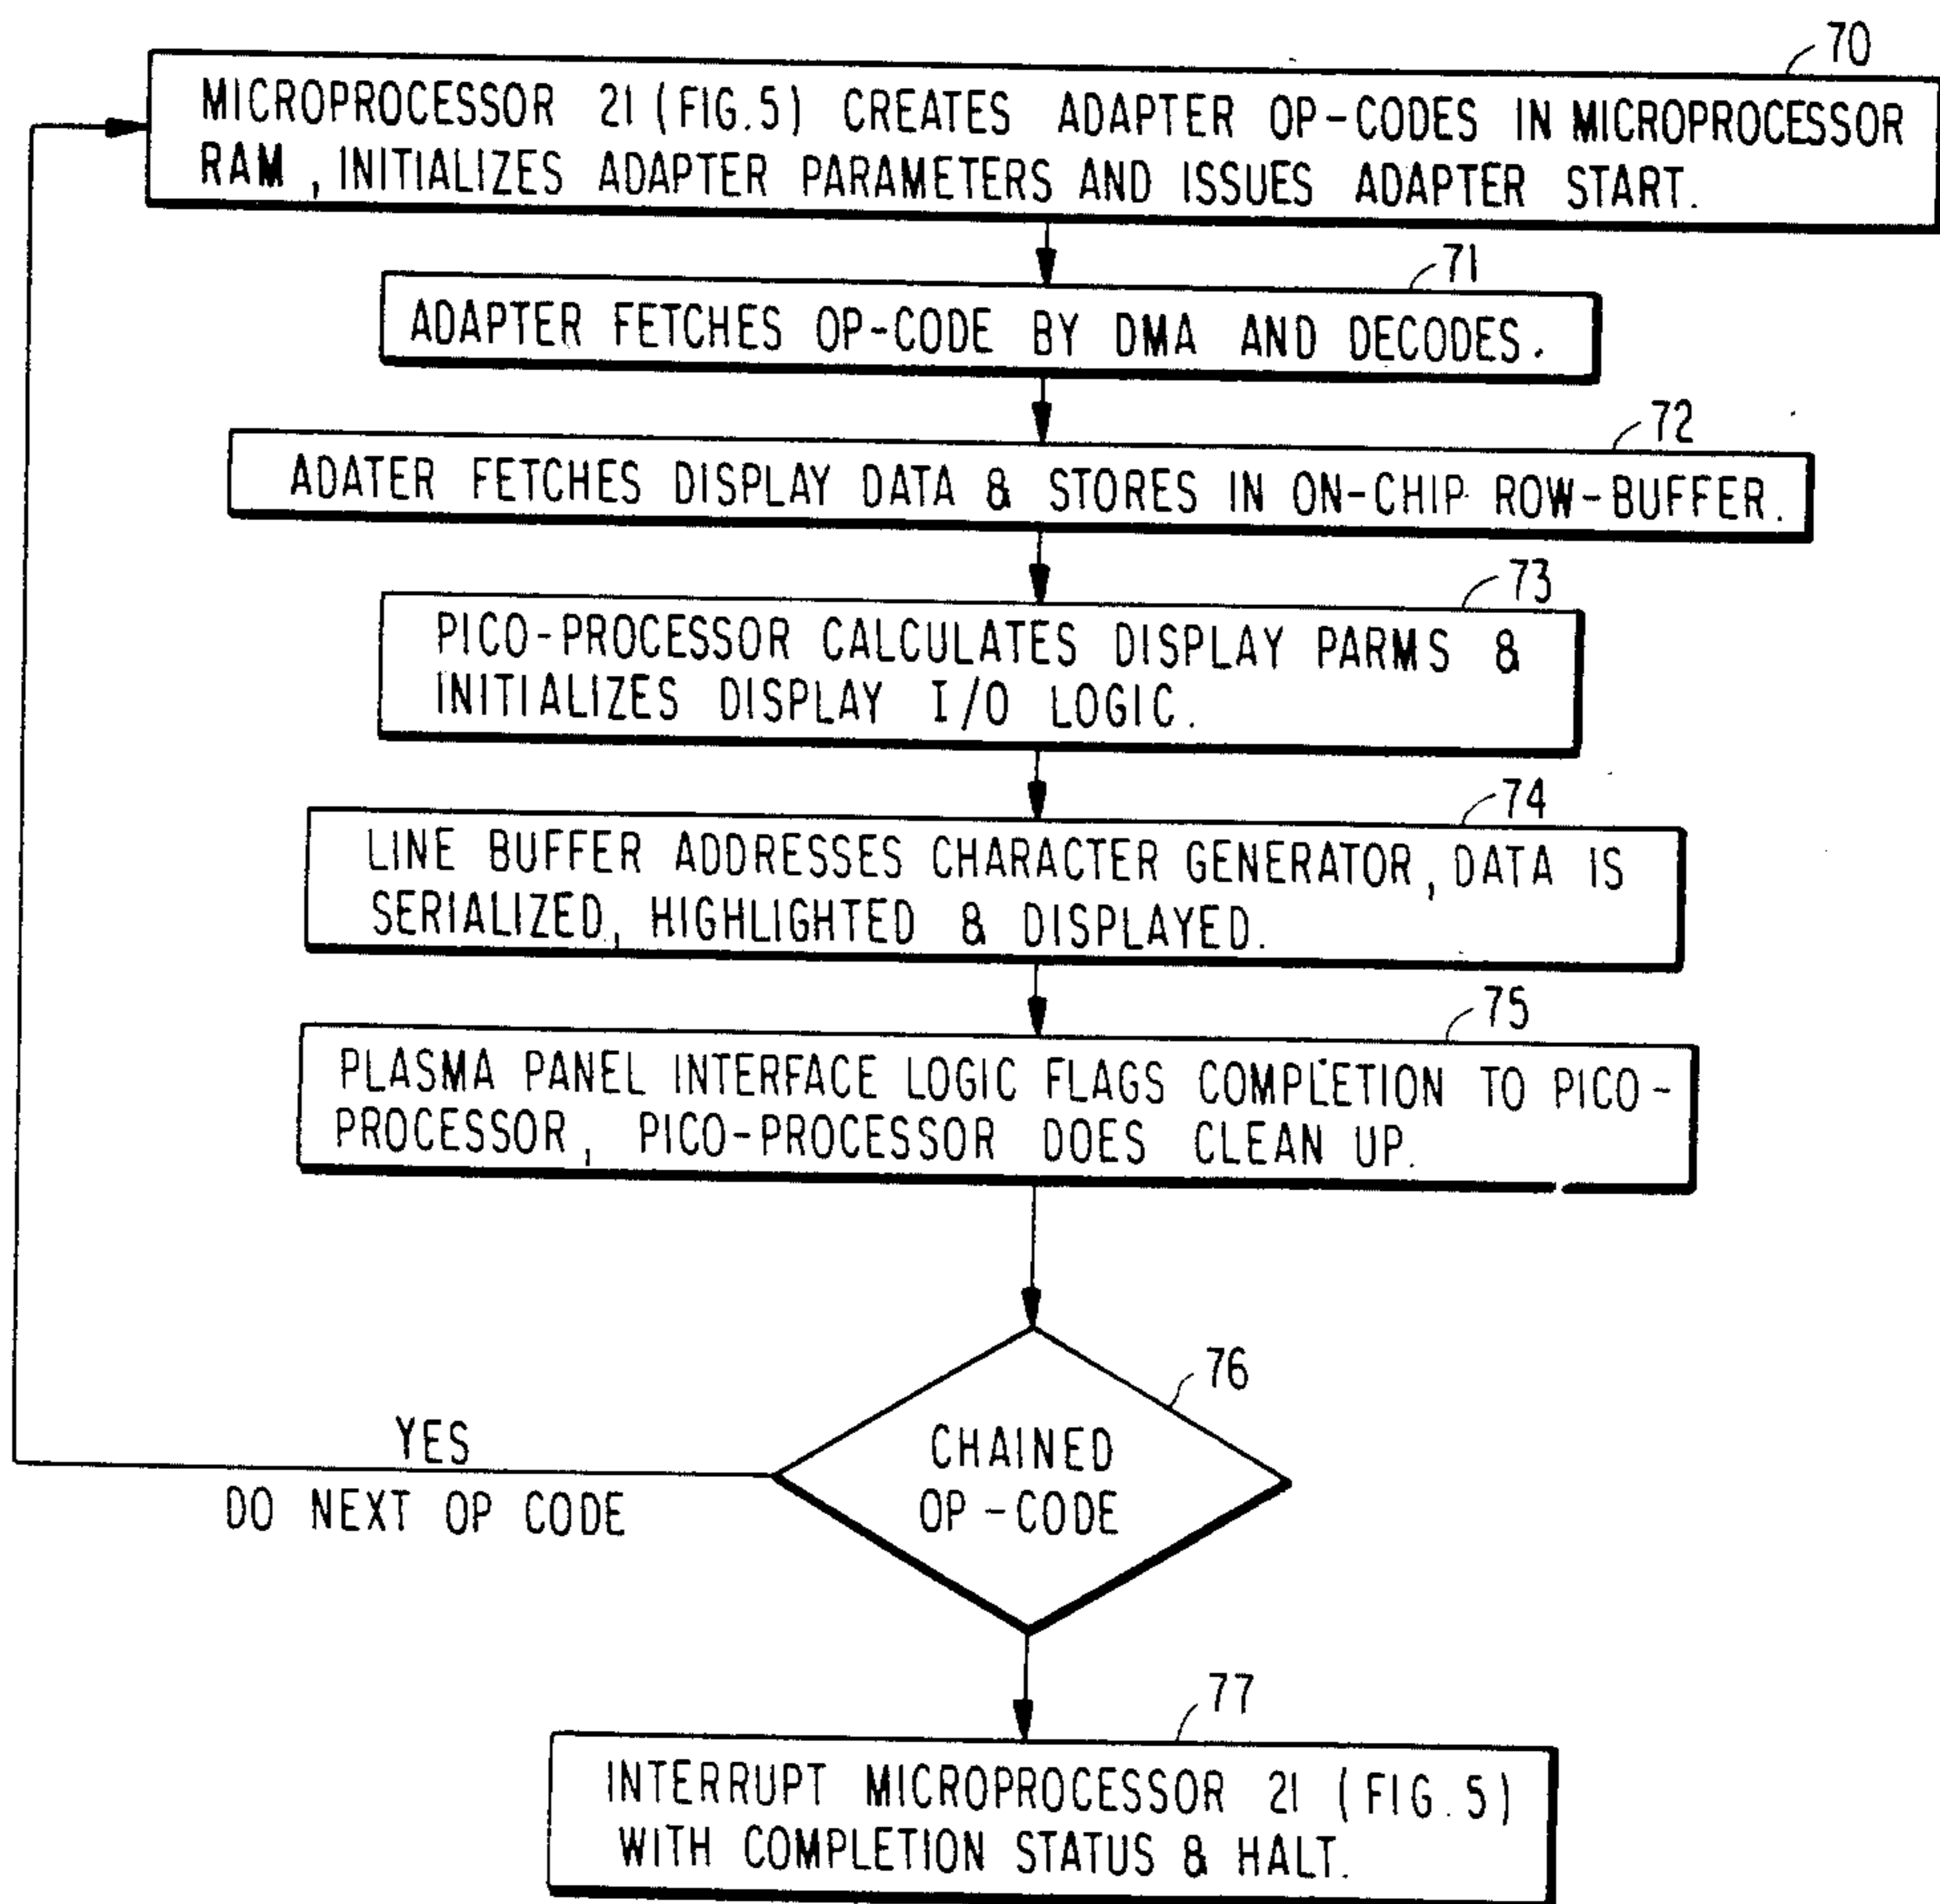 70
MICROPROCESSOR 21 (FIG.5) CREATES ADAPTER OP-CODES IN MICROPROCESSOR
RAM, INITIALIZES ADAPTER PARAMETERS AND ISSUES ADAPTER START.
71
ADAPTER FETCHES OP-CODE BY DMA AND DECODES.
72
ADATER FETCHES DISPLAY DATA & STORES IN ON-CHIP ROW-BUFFER.
73
PICO-PROCESSOR CALCULATES DISPLAY PARMS &
INITIALIZES DISPLAY I/O LOGIC.
74
LINE BUFFER ADDRESSES CHARACTER GENERATOR, DATA IS
SERIALIZED, HIGHLIGHTED & DISPLAYED.
75
PLASMA PANEL INTERFACE LOGIC FLAGS COMPLETION TO PICO-
PROCESSOR, PICO-PROCESSOR DOES CLEAN UP.
76
CHAINED
OP-CODE
YES
DO NEXT OP CODE
77
INTERRUPT MICROPROCESSOR 21 (FIG.5)
WITH COMPLETION STATUS & HALT.